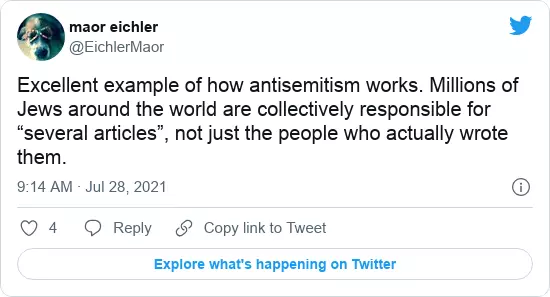 maor eichler
@EichlerMaor
Excellent example of how antisemitism works. Millions of
Jews around the world are collectively responsible for
“several articles”, not just the people who actually wrote
them.
9:14 AM · Jul 28, 2021
4 Reply Copy link to Tweet
Explore what's happening on Twitter